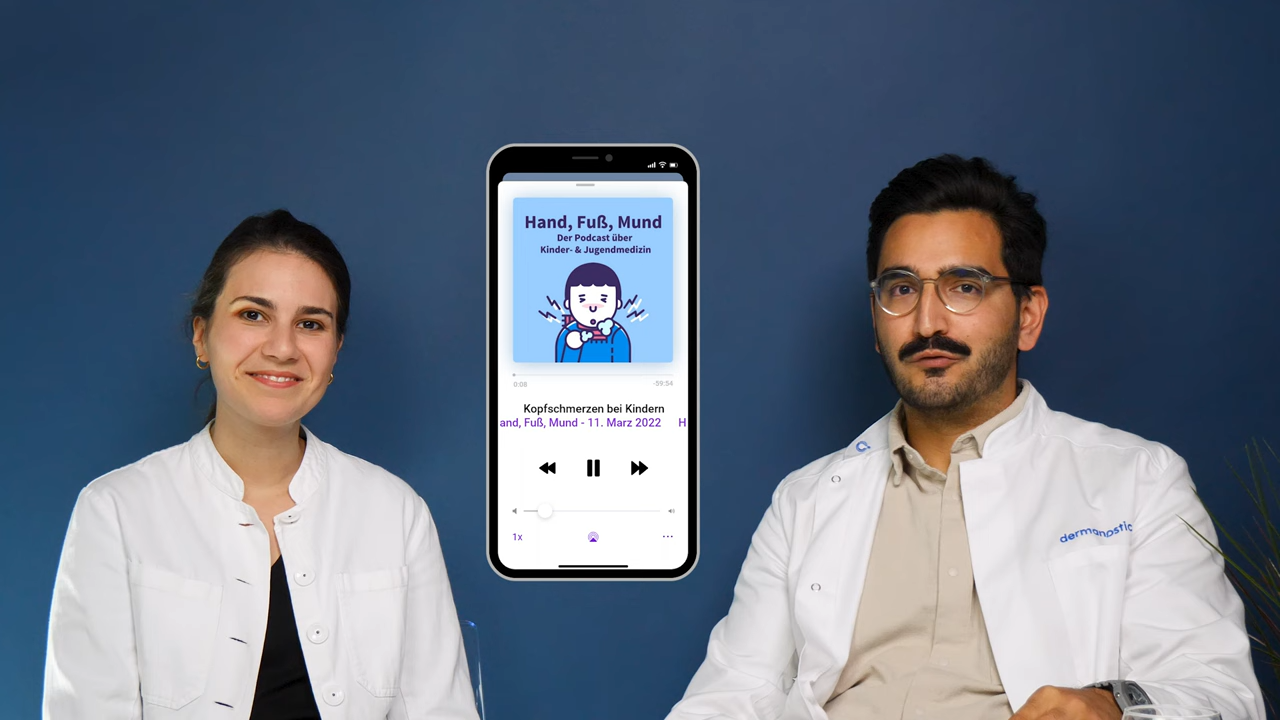 Hand, Fuß, Mund
Der Podcast über
Kinder- & Jugendmedizin
0:08
-59:54
Kopfschmerzen bei Kindern
and, Fuß, Mund - 11. Marz 2022 H
1x
dermanostic